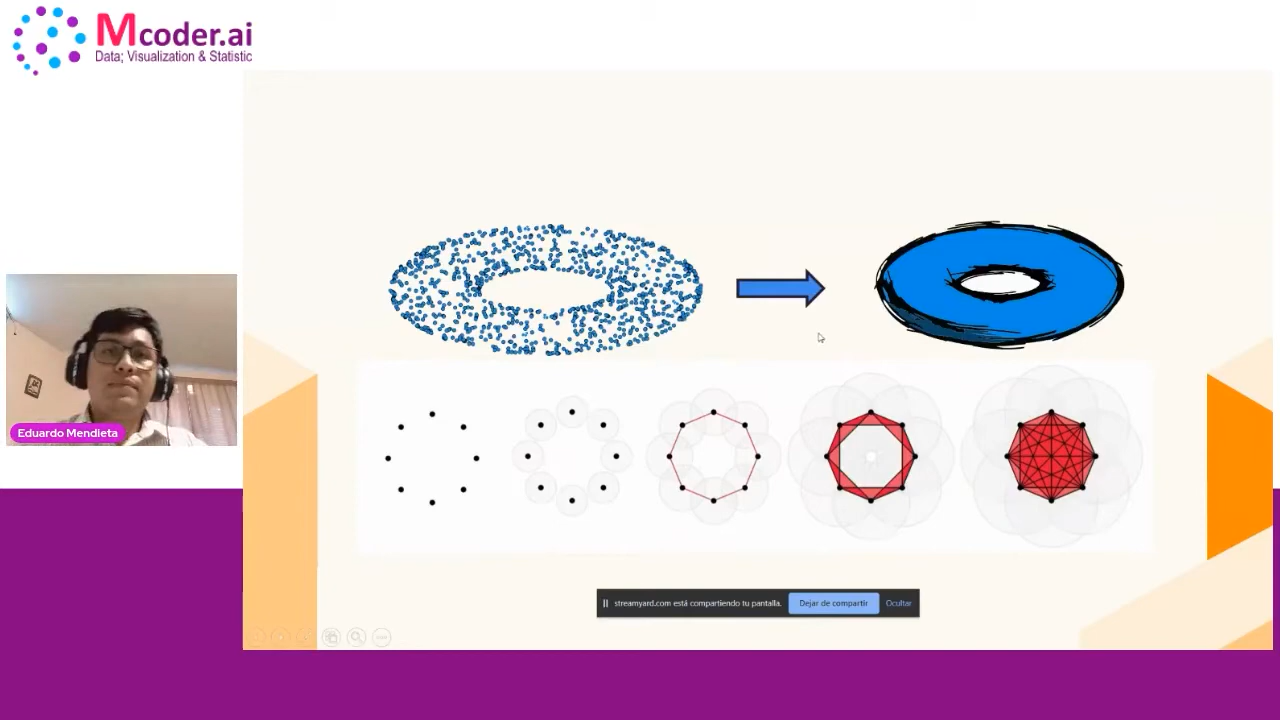 Mcoder.ai
Data; Visualization & Statistic
Eduardo Mendieta
streamyard.com está compartiendo tu pantalla.
Dejar de compartir
Ocultar